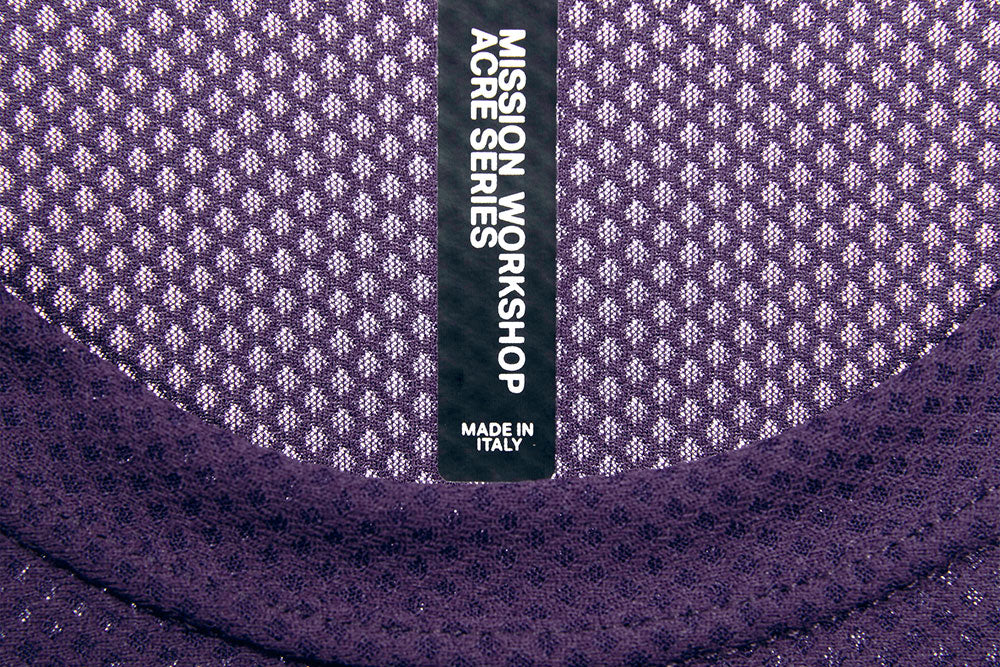 MISSION WORKSHOP
ACRE SERIES
MADE IN
ITALY